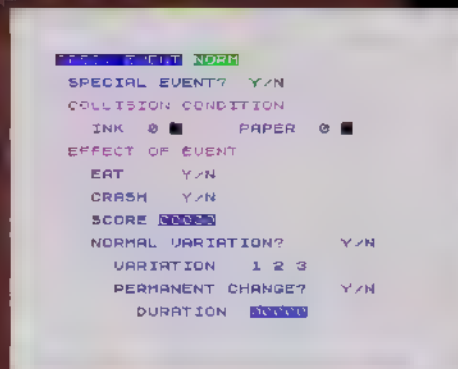 NORM
SPECIAL EVENT? Y/N
COLLISION CONDITION
INK 0 PAPER 0
EFFECT OF EVENT
EAT Y/N
CRASH Y/N
SCORE
NORMAL VARIATION? Y/N
VARIATION 1 2 3
PERMANENT CHANGE? Y/N
DURATION 00000